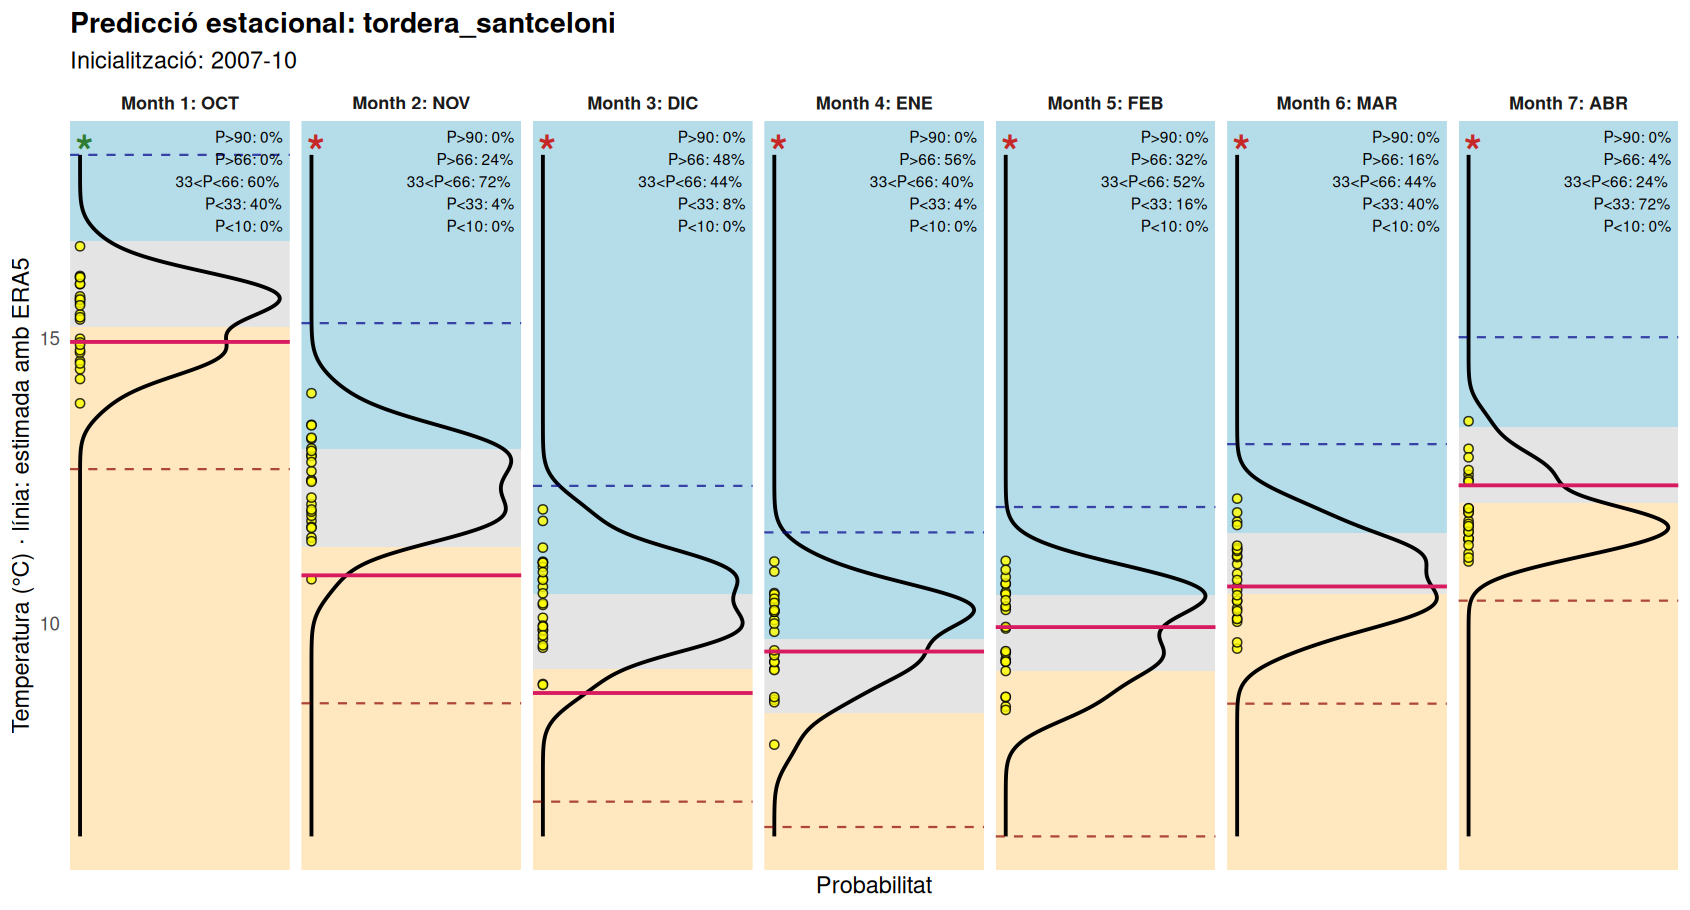 Predicció estacional: tordera_santceloni
Inicialització: 2007-10
Month 1: OCT
Month 2: NOV
Month 3: DIC
Month 4: ENE
Month 5: FEB
Month 6: MAR
Month 7: ABR
*
P>90: 0%
P>66: 0%
33<P<66: 60%
P<33: 40%
P<10: 0%
*
P>90: 0%
P>66: 24%
33<P<66: 72%
P<33: 4%
P<10: 0%
*
P>90: 0%
P>66: 48%
33<P<66: 44%
P<33: 8%
P<10: 0%
*
P>90: 0%
P>66: 56%
33<P<66: 40%
P<33: 4%
P<10: 0%
*
P>90: 0%
P>66: 32%
33<P<66: 52%
P<33: 16%
P<10: 0%
*
P>90: 0%
P>66: 16%
33<P<66: 44%
P<33: 40%
P<10: 0%
*
P>90: 0%
P>66: 4%
33<P<66: 24%
P<33: 72%
P<10: 0%
Temperatura (°C) · línia: estimada amb ERA5
15
10
Probabilitat